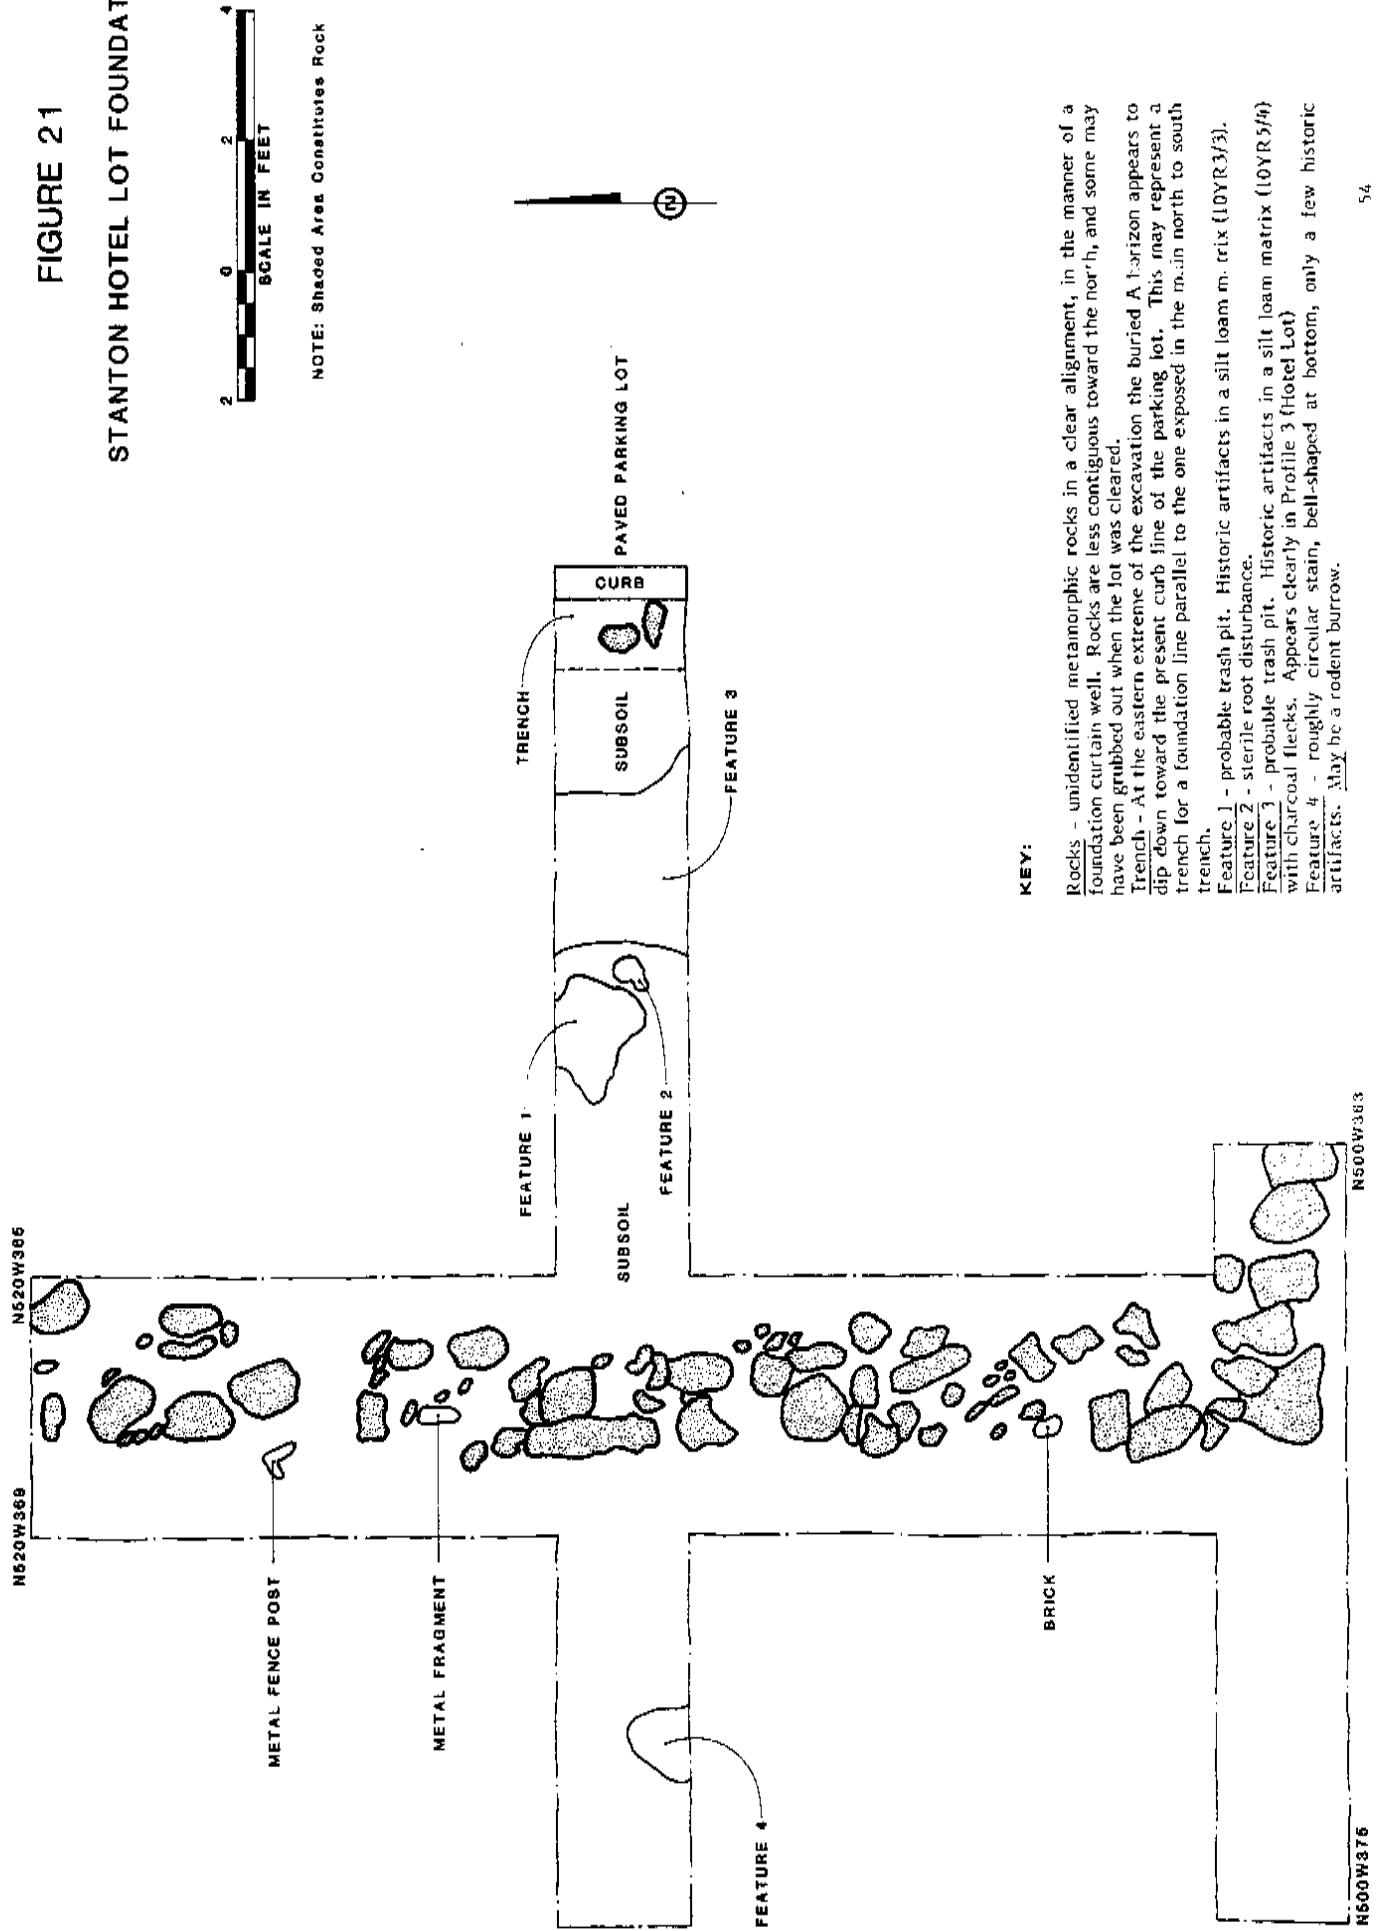 FIGURE 21
STANTON HOTEL LOT FOUNDAT
2 0 2 4
SCALE IN FEET
NOTE: Shaded Area Constitutes Rock
N520W369
N520W365
METAL FENCE POST
METAL FRAGMENT
BRICK
FEATURE 4
SUBSOIL
FEATURE 1
FEATURE 2
TRENCH
SUBSOIL
FEATURE 3
CURB
PAVED PARKING LOT
N
N500W375
N500W363
KEY:
Rocks - unidentified metamorphic rocks in a clear alignment, in the manner of a
foundation curtain well. Rocks are less contiguous toward the north, and some may
have been grubbed out when the lot was cleared.
Trench - At the eastern extreme of the excavation the buried A horizon appears to
dip down toward the present curb line of the parking lot. This may represent a
trench for a foundation line parallel to the one exposed in the main north to south
trench.
Feature 1 - probable trash pit. Historic artifacts in a silt loam m trix (10YR3/3).
Feature 2 - sterile root disturbance.
Feature 3 - probable trash pit. Historic artifacts in a silt loam matrix (10YR5/4)
with charcoal flecks. Appears clearly in Profile 3 (Hotel Lot)
Feature 4 - roughly circular stain, bell-shaped at bottom, only a few historic
artifacts. May be a rodent burrow.
54